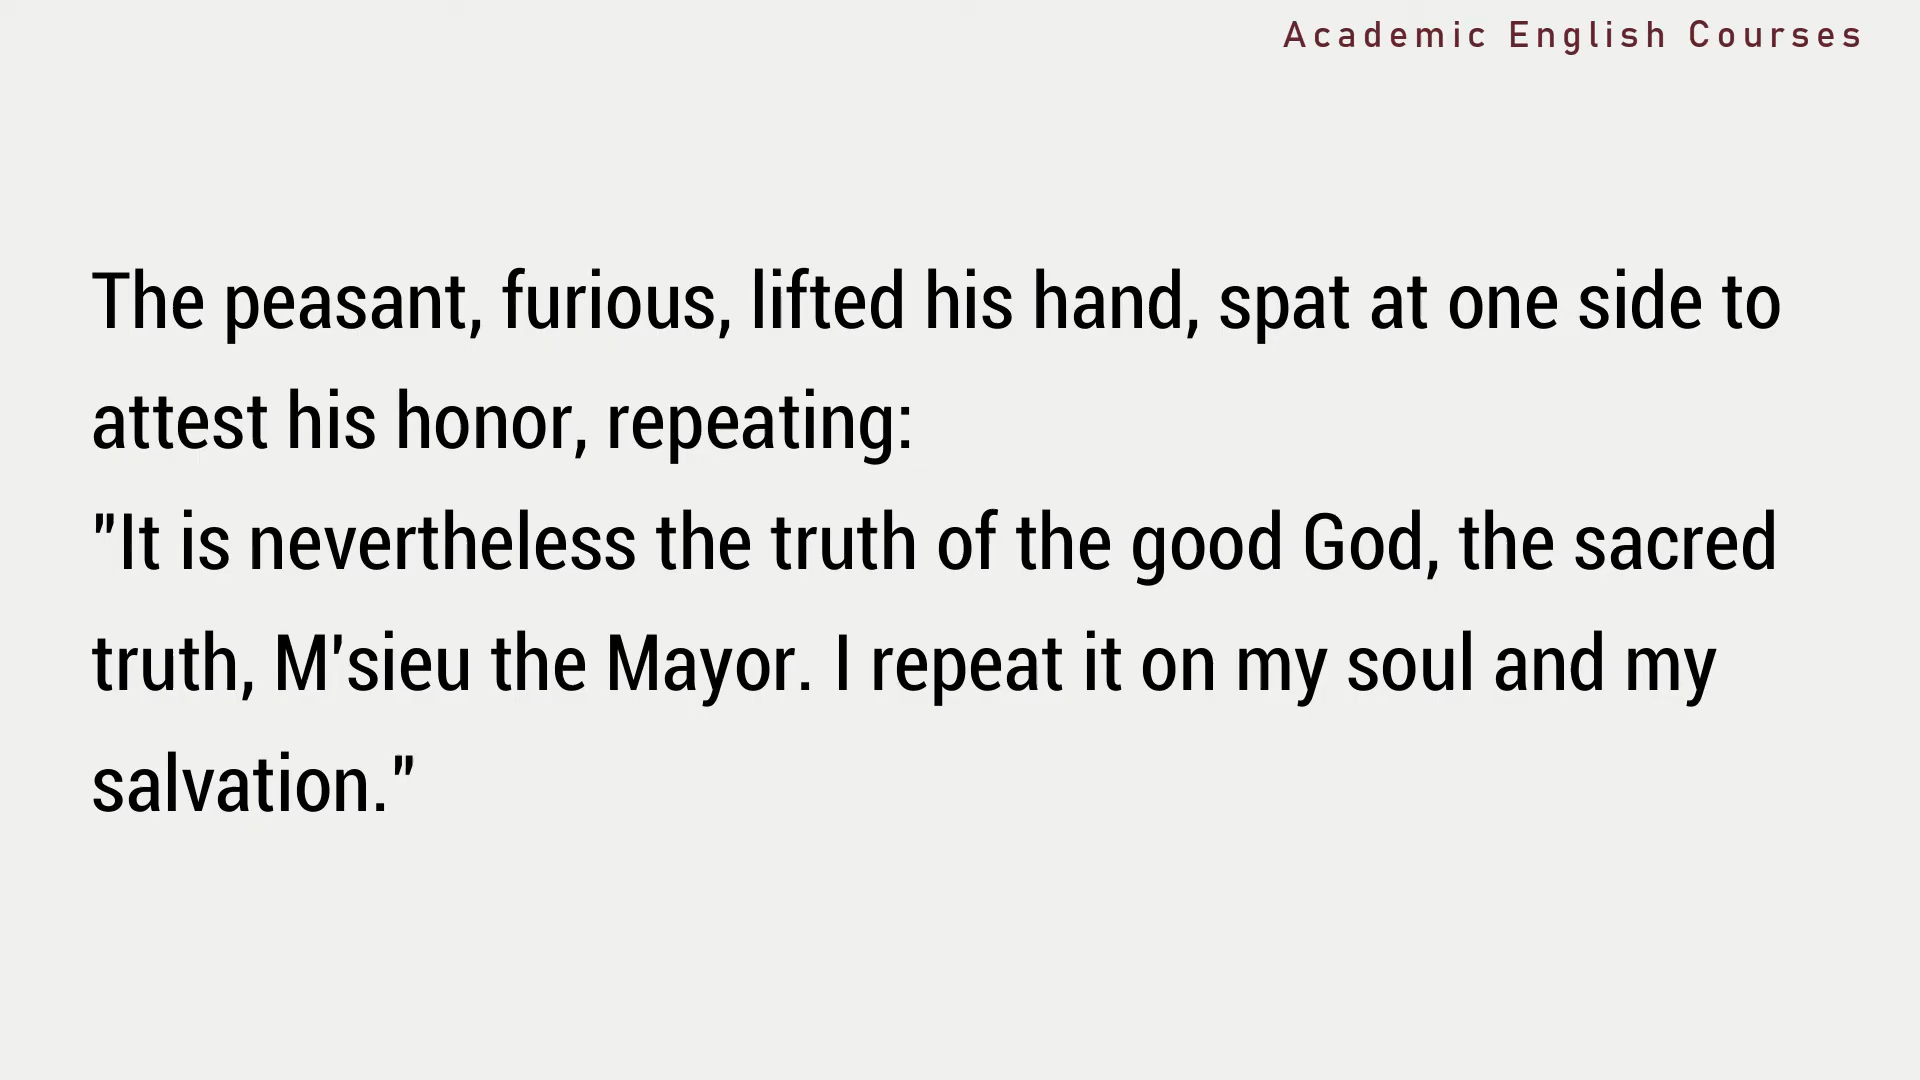 Academic English Courses
The peasant, furious, lifted his hand, spat at one side to
attest his honor, repeating:
"It is nevertheless the truth of the good God, the sacred
truth, M'sieu the Mayor. I repeat it on my soul and my
salvation."